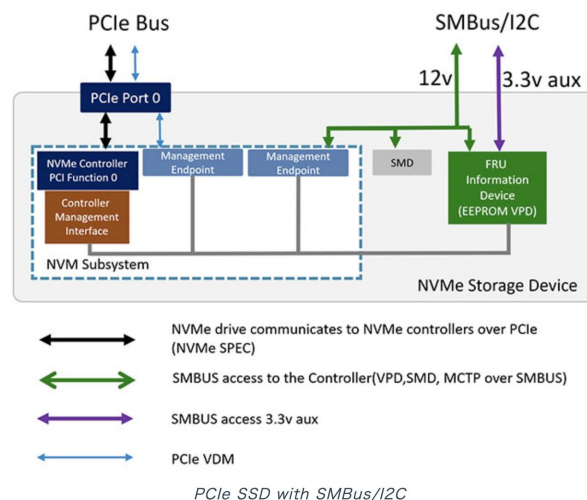 PCIe Bus
SMBus/I2C
12v
3.3v aux
PCIe Port 0
NVMe Controller
PCI Function 0
Management
Endpoint
Management
Endpoint
SMD
FRU
Information
Device
(EEPROM VPD)
Controller
Management
Interface
NVM Subsystem
NVMe Storage Device
NVMe drive communicates to NVMe controllers over PCIe
(NVMe SPEC)
SMBUS access to the Controller(VPD,SMD, MCTP over SMBUS)
SMBUS access 3.3v aux
PCIe VDM
PCIe SSD with SMBus/I2C